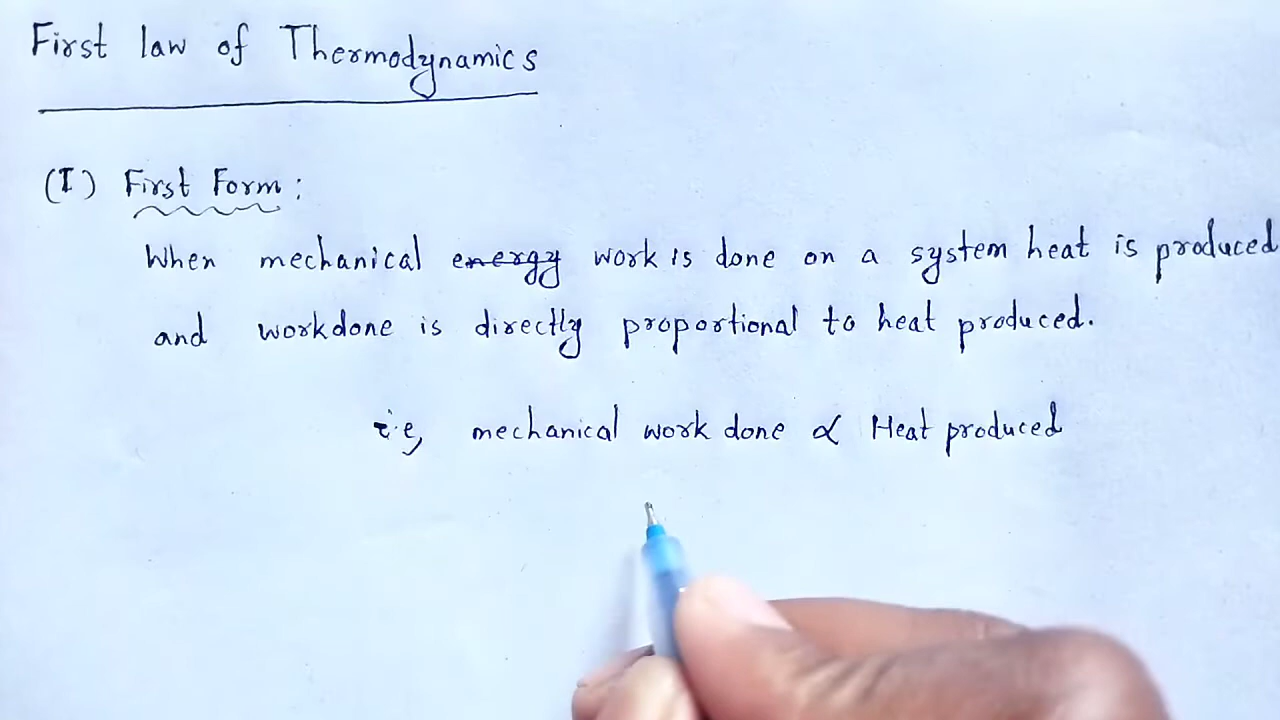 First law of Thermodynamics
(I) First Form:
When mechanical energy work is done on a system heat is produced
and workdone is directly proportional to heat produced.
i.e, mechanical work done ∝ Heat produced